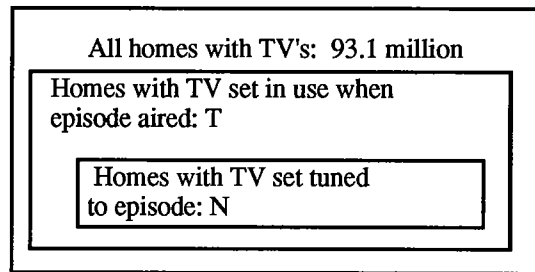 All homes with TV's: 93.1 million
Homes with TV set in use when
episode aired: T
Homes with TV set tuned
to episode: N